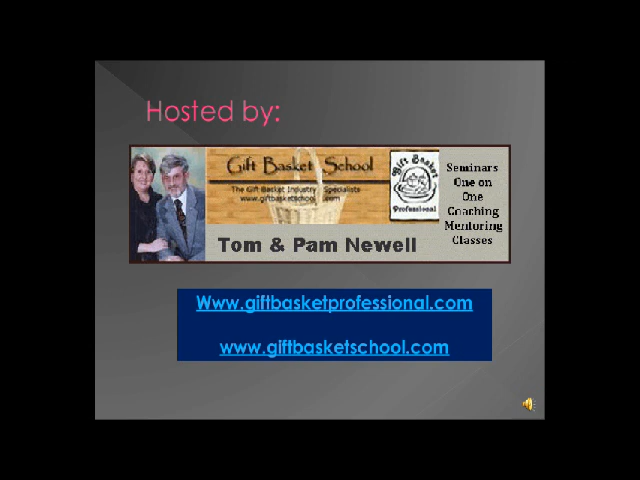 Hosted by:
Gift Basket School
The Gift Basket Industry Specialists
www.giftbasketschool.com
Gift Basket
Professional
Seminars
One on
One
Coaching
Mentoring
Classes
Tom & Pam Newell
Www.giftbasketprofessional.com
www.giftbasketschool.com